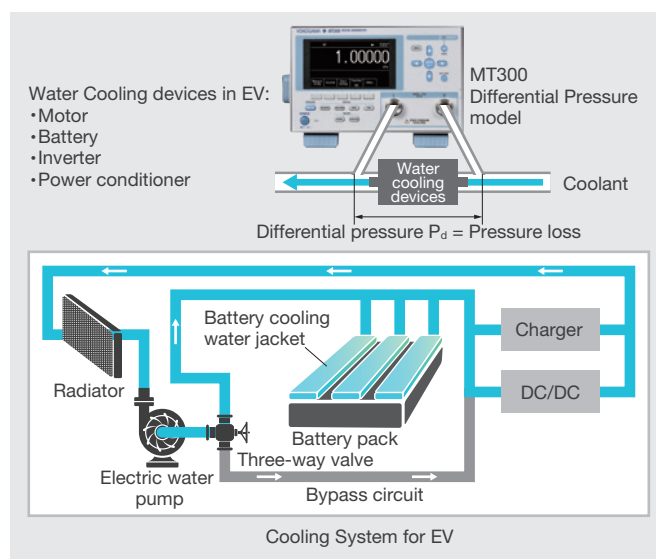 Water Cooling devices in EV:
•Motor
•Battery
•Inverter
•Power conditioner
YOKOGAWA
1.00000
MT300
Differential Pressure
model
Water
cooling
devices
Coolant
Differential pressure Pd = Pressure loss
Battery cooling
water jacket
Charger
Radiator
DC/DC
Battery pack
Three-way valve
Electric water
pump
Bypass circuit
Cooling System for EV